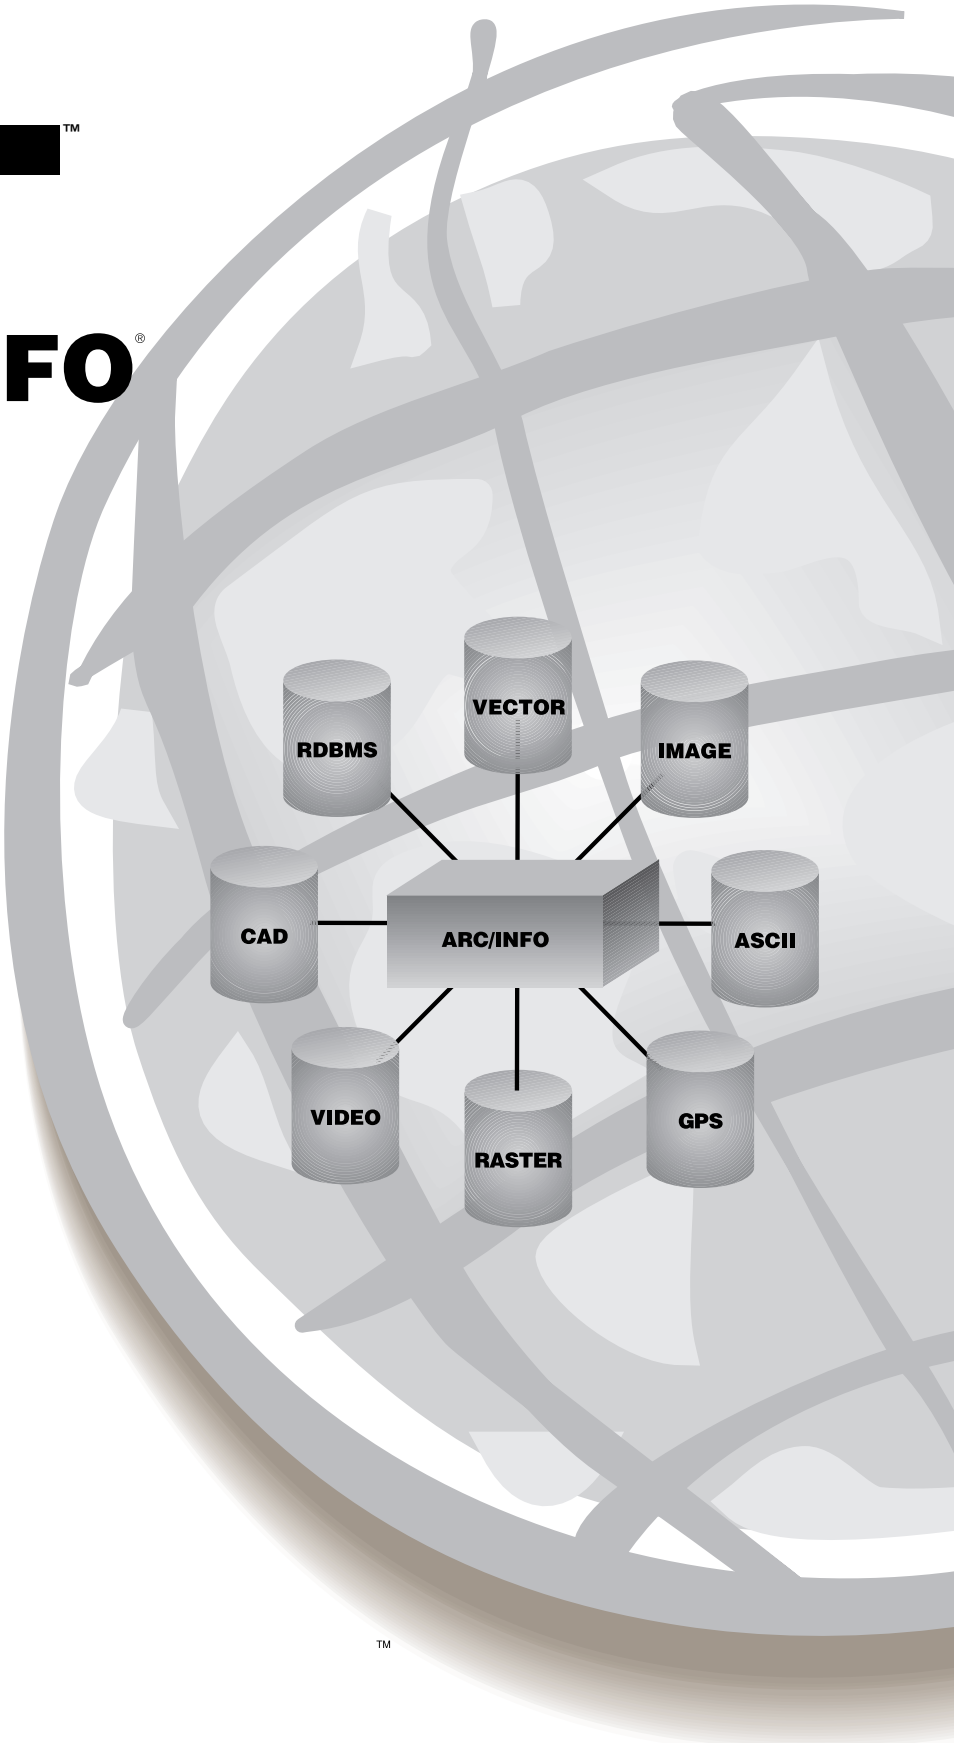 ™
FO®
VECTOR
RDBMS
IMAGE
CAD
ARC/INFO
ASCII
VIDEO
GPS
RASTER
™